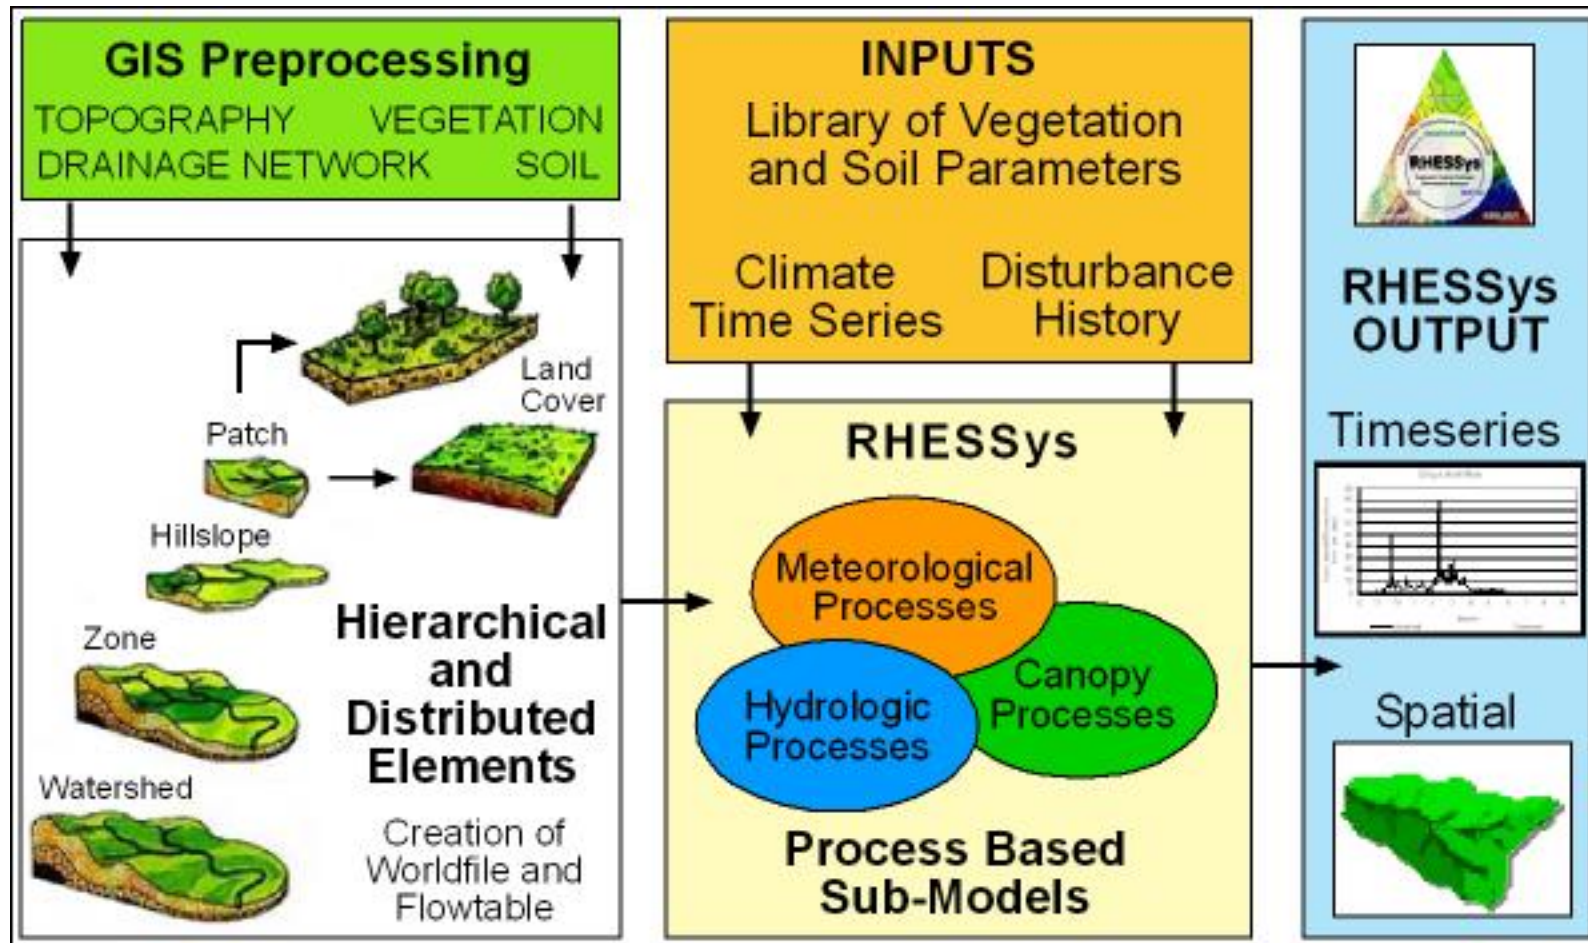 GIS Preprocessing
TOPOGRAPHY VEGETATION
DRAINAGE NETWORK SOIL
Land
Cover
Patch
Hillslope
Zone
Watershed
Hierarchical
and
Distributed
Elements
Creation of
Worldfile and
Flowtable
INPUTS
Library of Vegetation
and Soil Parameters
Climate
Time Series
Disturbance
History
RHESSys
Meteorological
Processes
Hydrologic
Processes
Canopy
Processes
Process Based
Sub-Models
RHESSys
RHESSys
OUTPUT
Timeseries
Spatial